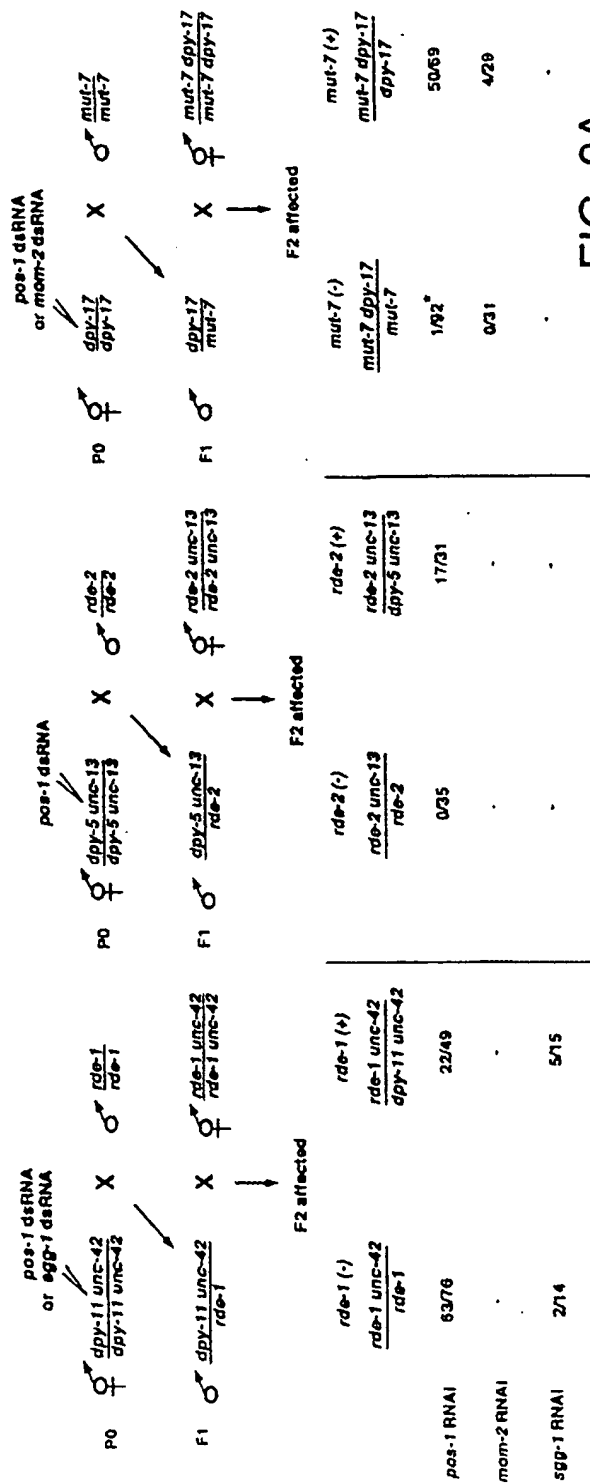 pos-1 dsRNA
or sgg-1 dsRNA
P0 dpy-11 unc-42 X rde-1
dpy-11 unc-42 rde-1
F1 dpy-11 unc-42 X rde-1 unc-42
rde-1 rde-1 unc-42
F2 affected
pos-1 dsRNA
P0 dpy-5 unc-13 X rde-2
dpy-5 unc-13 rde-2
F1 dpy-5 unc-13 X rde-2 unc-13
rde-2 rde-2 unc-13
F2 affected
pos-1 dsRNA
or mom-2 dsRNA
P0 dpy-17 X mut-7
dpy-17 mut-7
F1 dpy-17 X mut-7 dpy-17
mut-7 mut-7 dpy-17
F2 affected
rde-1 (-) rde-1 (+) rde-2 (-) rde-2 (+) mut-7 (-) mut-7 (+)
rde-1 unc-42 rde-1 unc-42 rde-2 unc-13 rde-2 unc-13 mut-7 dpy-17 mut-7 dpy-17
rde-1 dpy-11 unc-42 rde-2 dpy-5 unc-13 mut-7 dpy-17
pos-1 RNAi 63/76 22/49 0/35 17/31 1/92* 50/69
mom-2 RNAi . . . . 0/31 4/29
sgg-1 RNAi 2/14 5/15 . . . .